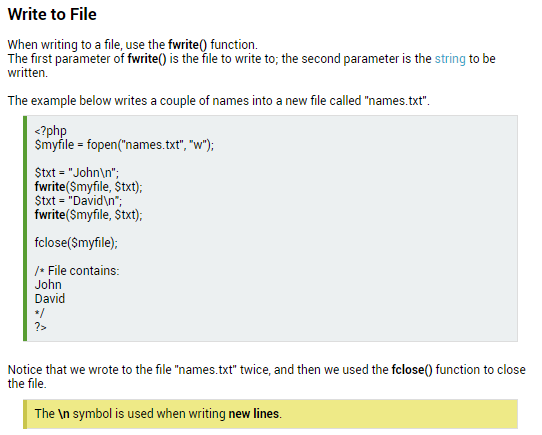 Write to File
When writing to a file, use the fwrite() function.
The first parameter of fwrite() is the file to write to; the second parameter is the string to be
written.
The example below writes a couple of names into a new file called "names.txt".
<?php
$myfile = fopen("names.txt", "w");
$txt = "John\n";
fwrite($myfile, $txt);
$txt = "David\n";
fwrite($myfile, $txt);
fclose($myfile);
/* File contains:
John
David
*/
?>
Notice that we wrote to the file "names.txt" twice, and then we used the fclose() function to close
the file.
The \n symbol is used when writing new lines.